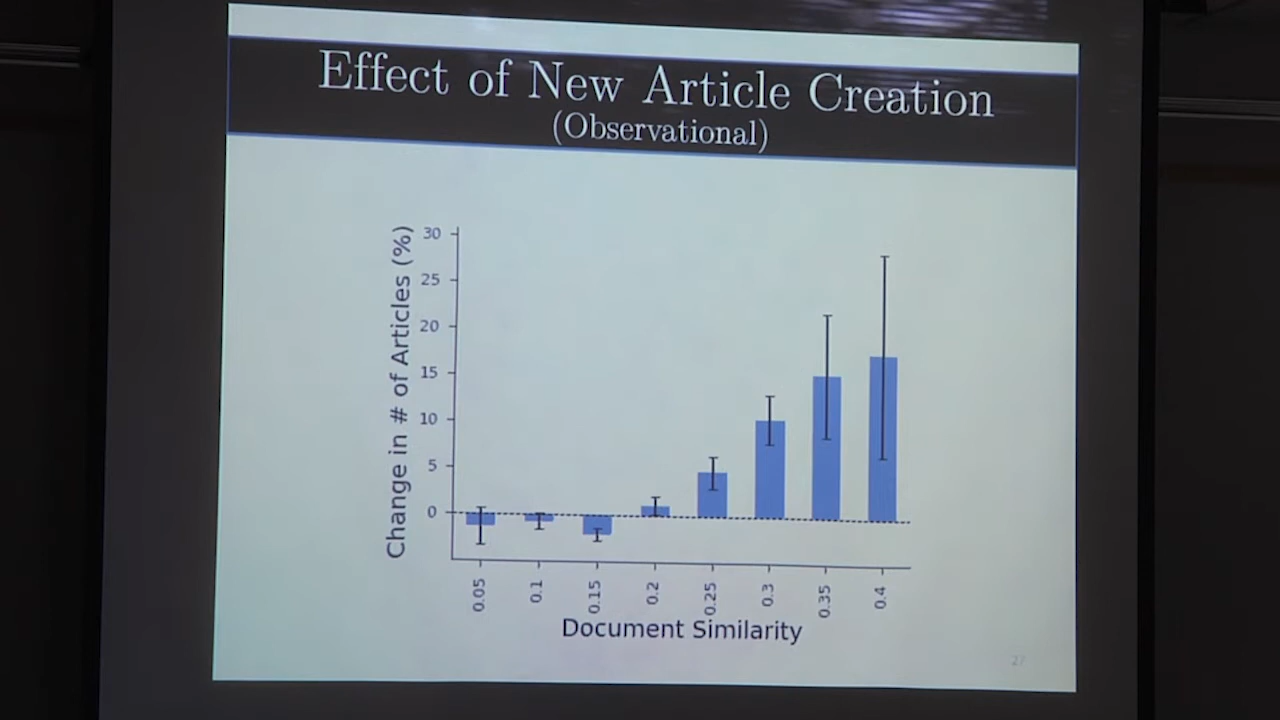 Effect of New Article Creation
(Observational)
Change in # of Articles (%)
30
25
20
15
10
5
0
0.05 0.1 0.15 0.2 0.25 0.3 0.35 0.4
Document Similarity
27